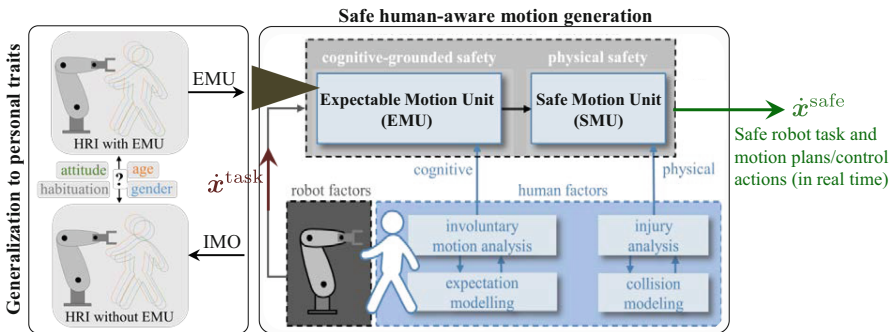 Generalization to personal traits
HRI with EMU
attitude
age
?
habituation
gender
HRI without EMU
EMU
IMO
Safe human-aware motion generation
cognitive-grounded safety
physical safety
Expectable Motion Unit
(EMU)
Safe Motion Unit
(SMU)
ẋ^safe
Safe robot task and
motion plans/control
actions (in real time)
ẋ^task
cognitive
physical
robot factors
human factors
involuntary
motion analysis
injury
analysis
expectation
modelling
collision
modeling